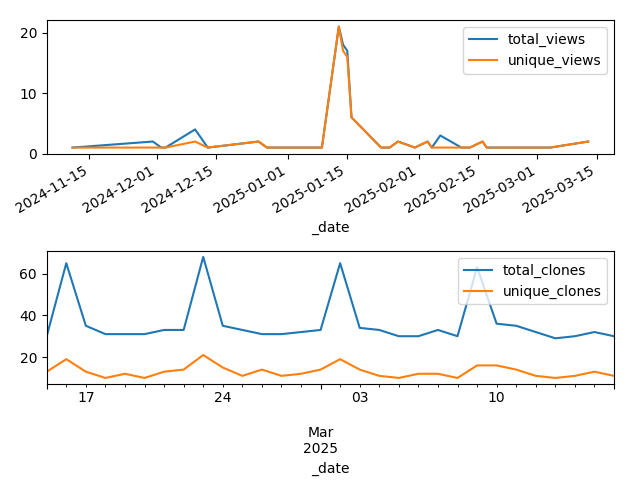 20
10
0
total_views
unique_views
2024-11-15
2024-12-01
2024-12-15
2025-01-01
2025-01-15
2025-02-01
2025-02-15
2025-03-01
2025-03-15
_date
60
40
20
total_clones
unique_clones
17
24
03
10
Mar
2025
_date